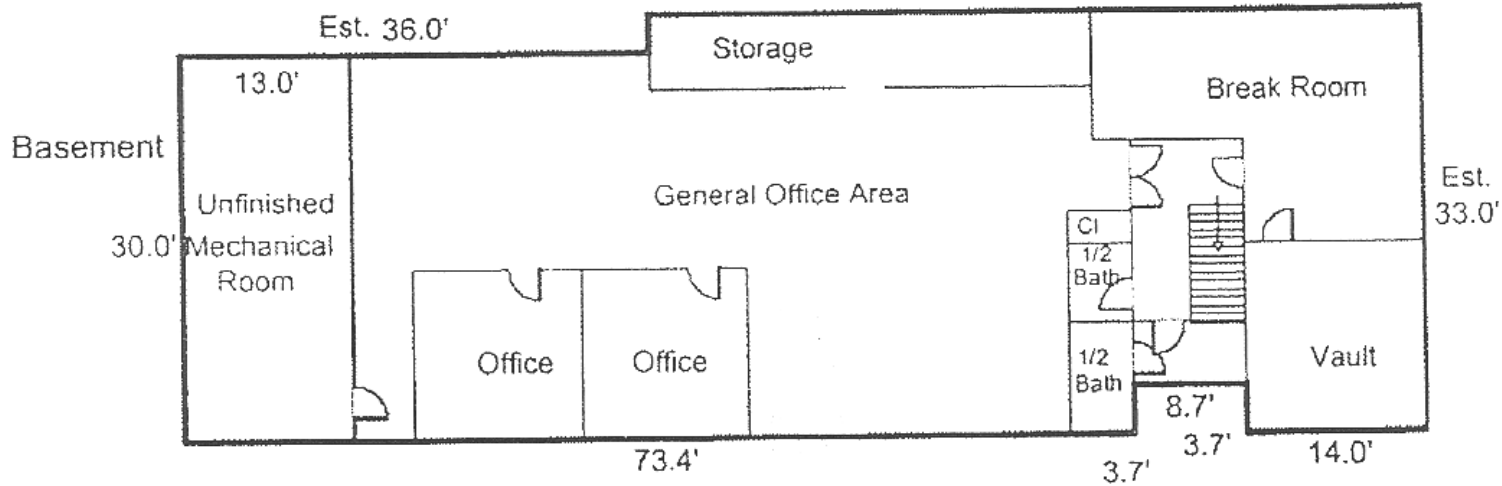 Est. 36.0'
Storage
13.0'
Break Room
Basement
Est.
33.0'
General Office Area
Unfinished
30.0' Mechanical
Room
Cl
1/2
Bath
Office
Office
1/2
Bath
Vault
8.7'
3.7'
14.0'
73.4'
3.7'